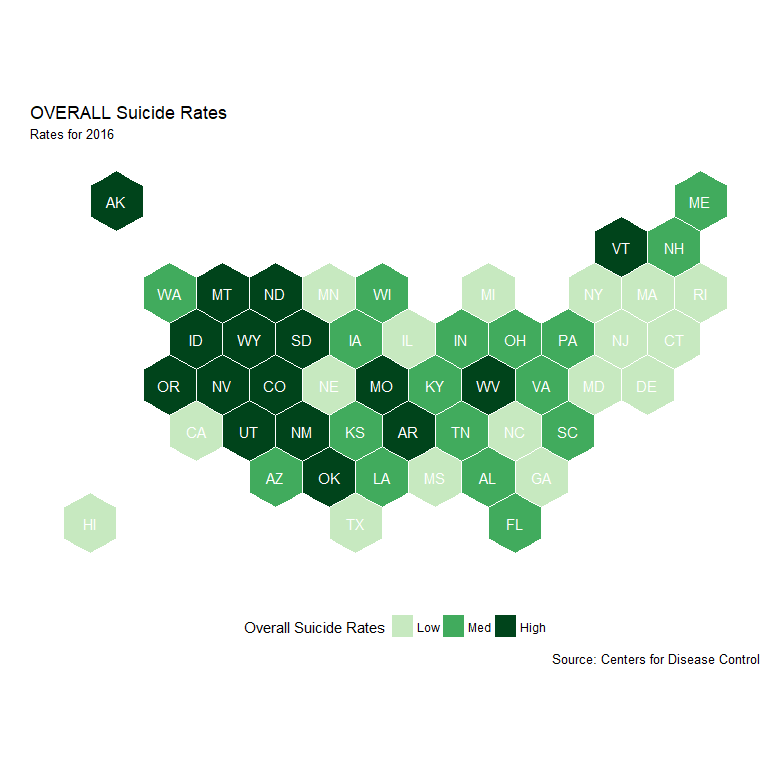 OVERALL Suicide Rates
Rates for 2016
AK ME
VT NH
WA MT ND MN WI MI NY MA RI
ID WY SD IA IL IN OH PA NJ CT
OR NV CO NE MO KY WV VA MD DE
CA UT NM KS AR TN NC SC
AZ OK LA MS AL GA
HI TX FL
Overall Suicide Rates Low Med High
Source: Centers for Disease Control